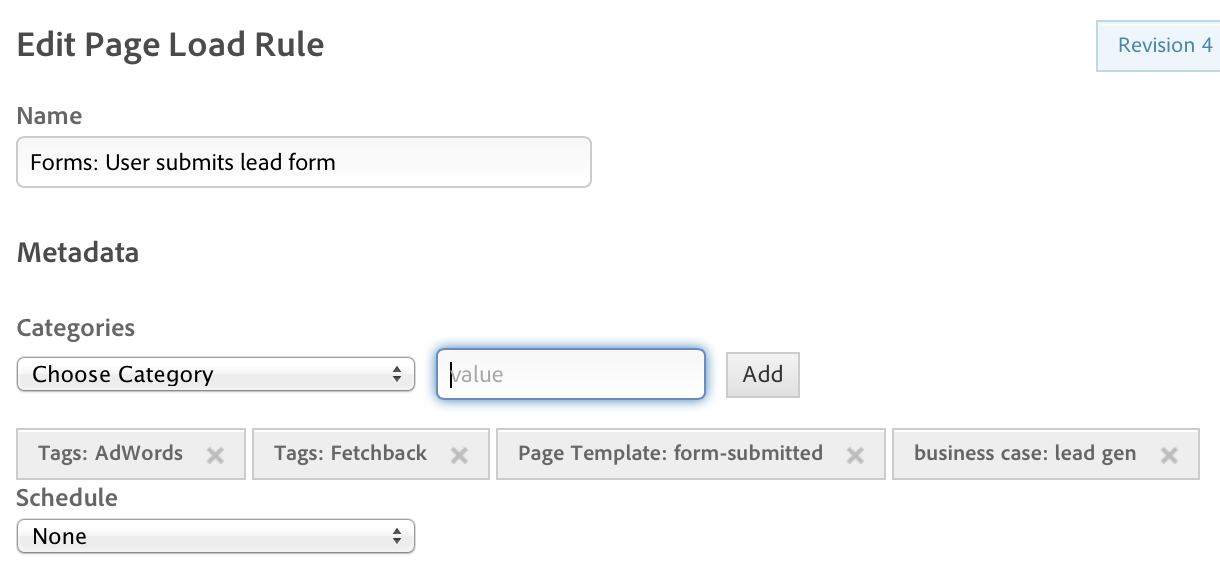 Edit Page Load Rule
Revision 4
Name
Forms: User submits lead form
Metadata
Categories
Choose Category value Add
Tags: AdWords Tags: Fetchback Page Template: form-submitted business case: lead gen
Schedule
None